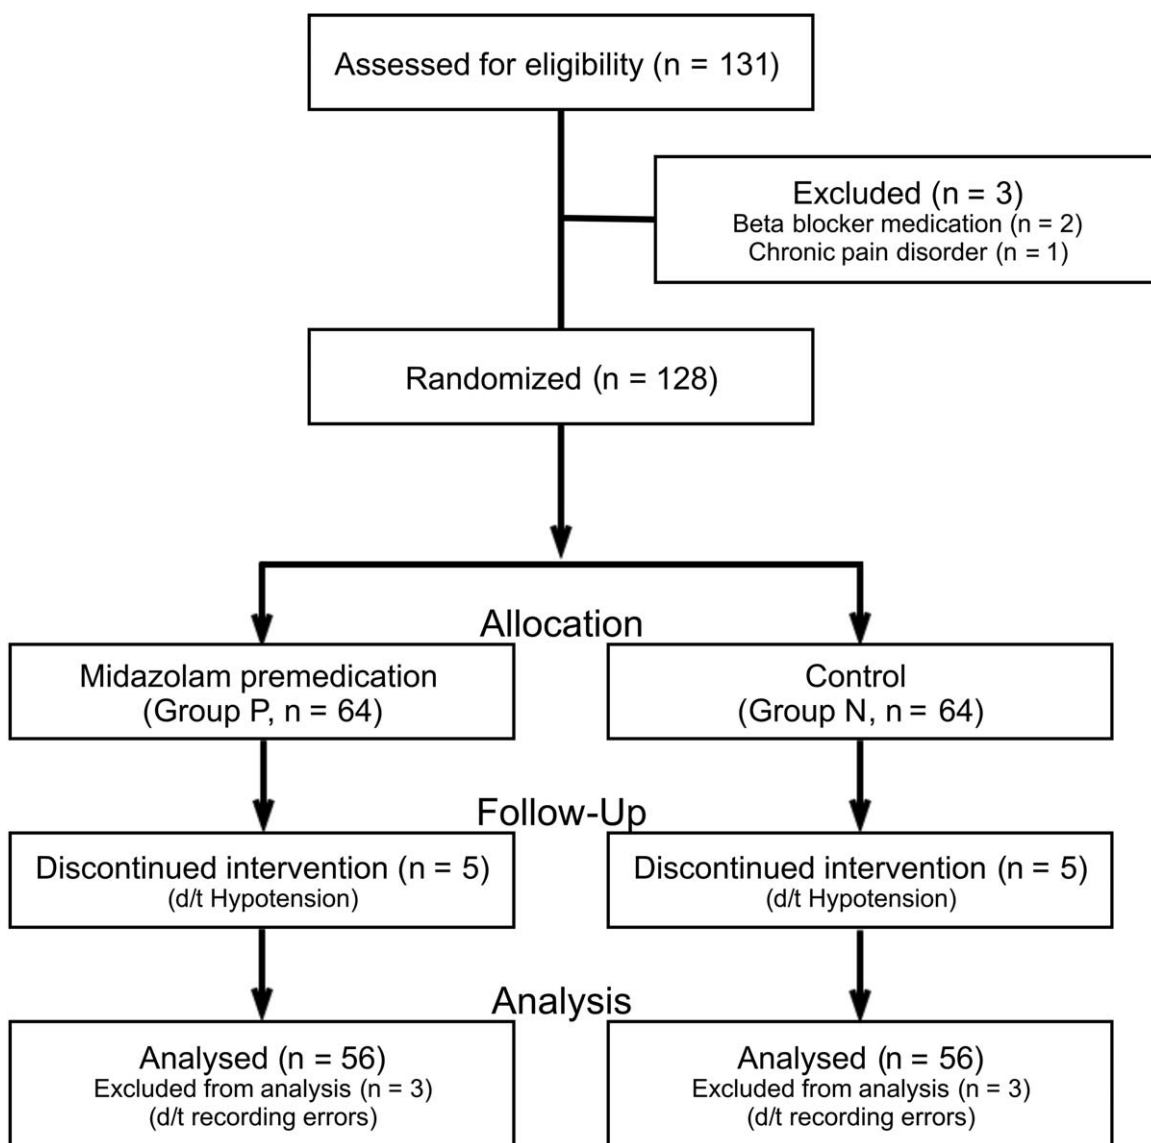 Assessed for eligibility (n = 131)
Excluded (n = 3)
Beta blocker medication (n = 2)
Chronic pain disorder (n = 1)
Randomized (n = 128)
Allocation
Midazolam premedication
(Group P, n = 64)
Control
(Group N, n = 64)
Follow-Up
Discontinued intervention (n = 5)
(d/t Hypotension)
Discontinued intervention (n = 5)
(d/t Hypotension)
Analysis
Analysed (n = 56)
Excluded from analysis (n = 3)
(d/t recording errors)
Analysed (n = 56)
Excluded from analysis (n = 3)
(d/t recording errors)